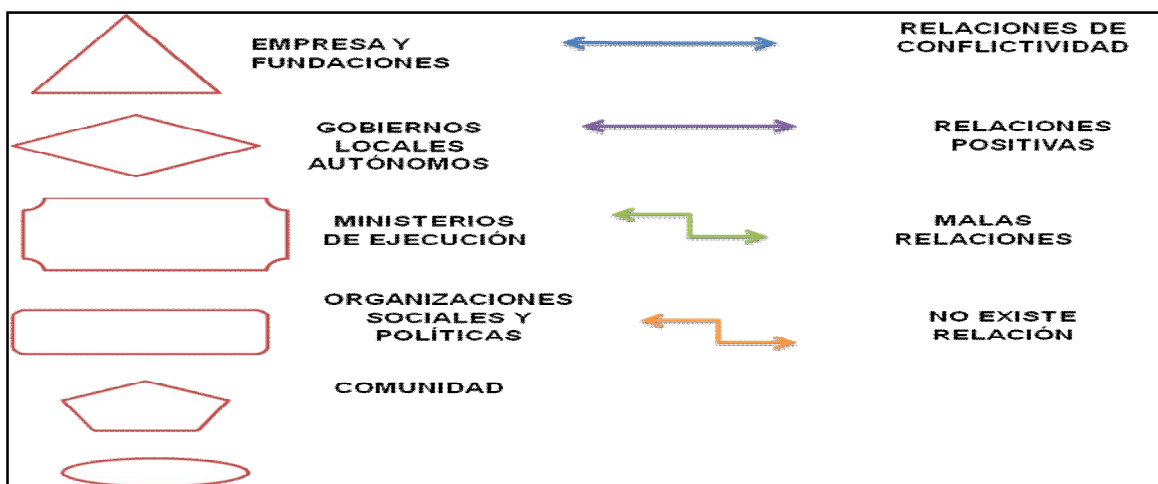 EMPRESA Y
FUNDACIONES
RELACIONES DE
CONFLICTIVIDAD
GOBIERNOS
LOCALES
AUTÓNOMOS
RELACIONES
POSITIVAS
MINISTERIOS
DE EJECUCIÓN
MALAS
RELACIONES
ORGANIZACIONES
SOCIALES Y
POLÍTICAS
NO EXISTE
RELACIÓN
COMUNIDAD